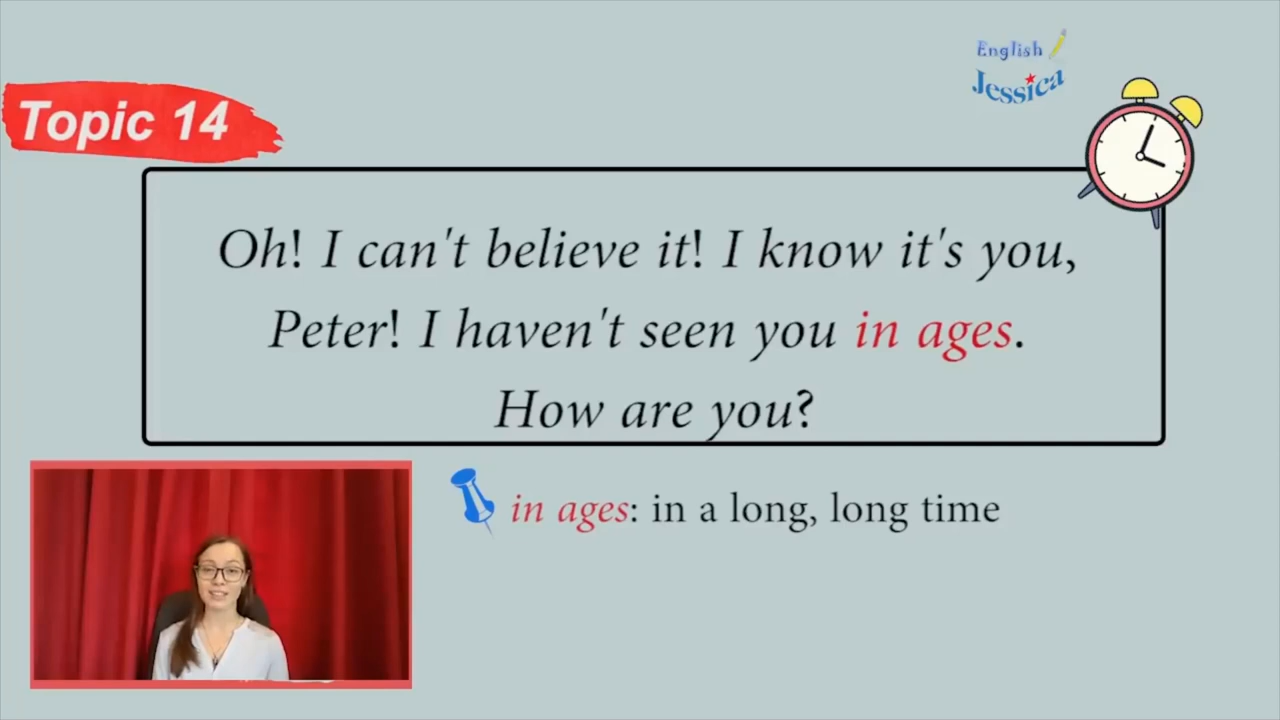 English
Jessica
Topic 14
Oh! I can't believe it! I know it's you,
Peter! I haven't seen you in ages.
How are you?
in ages: in a long, long time